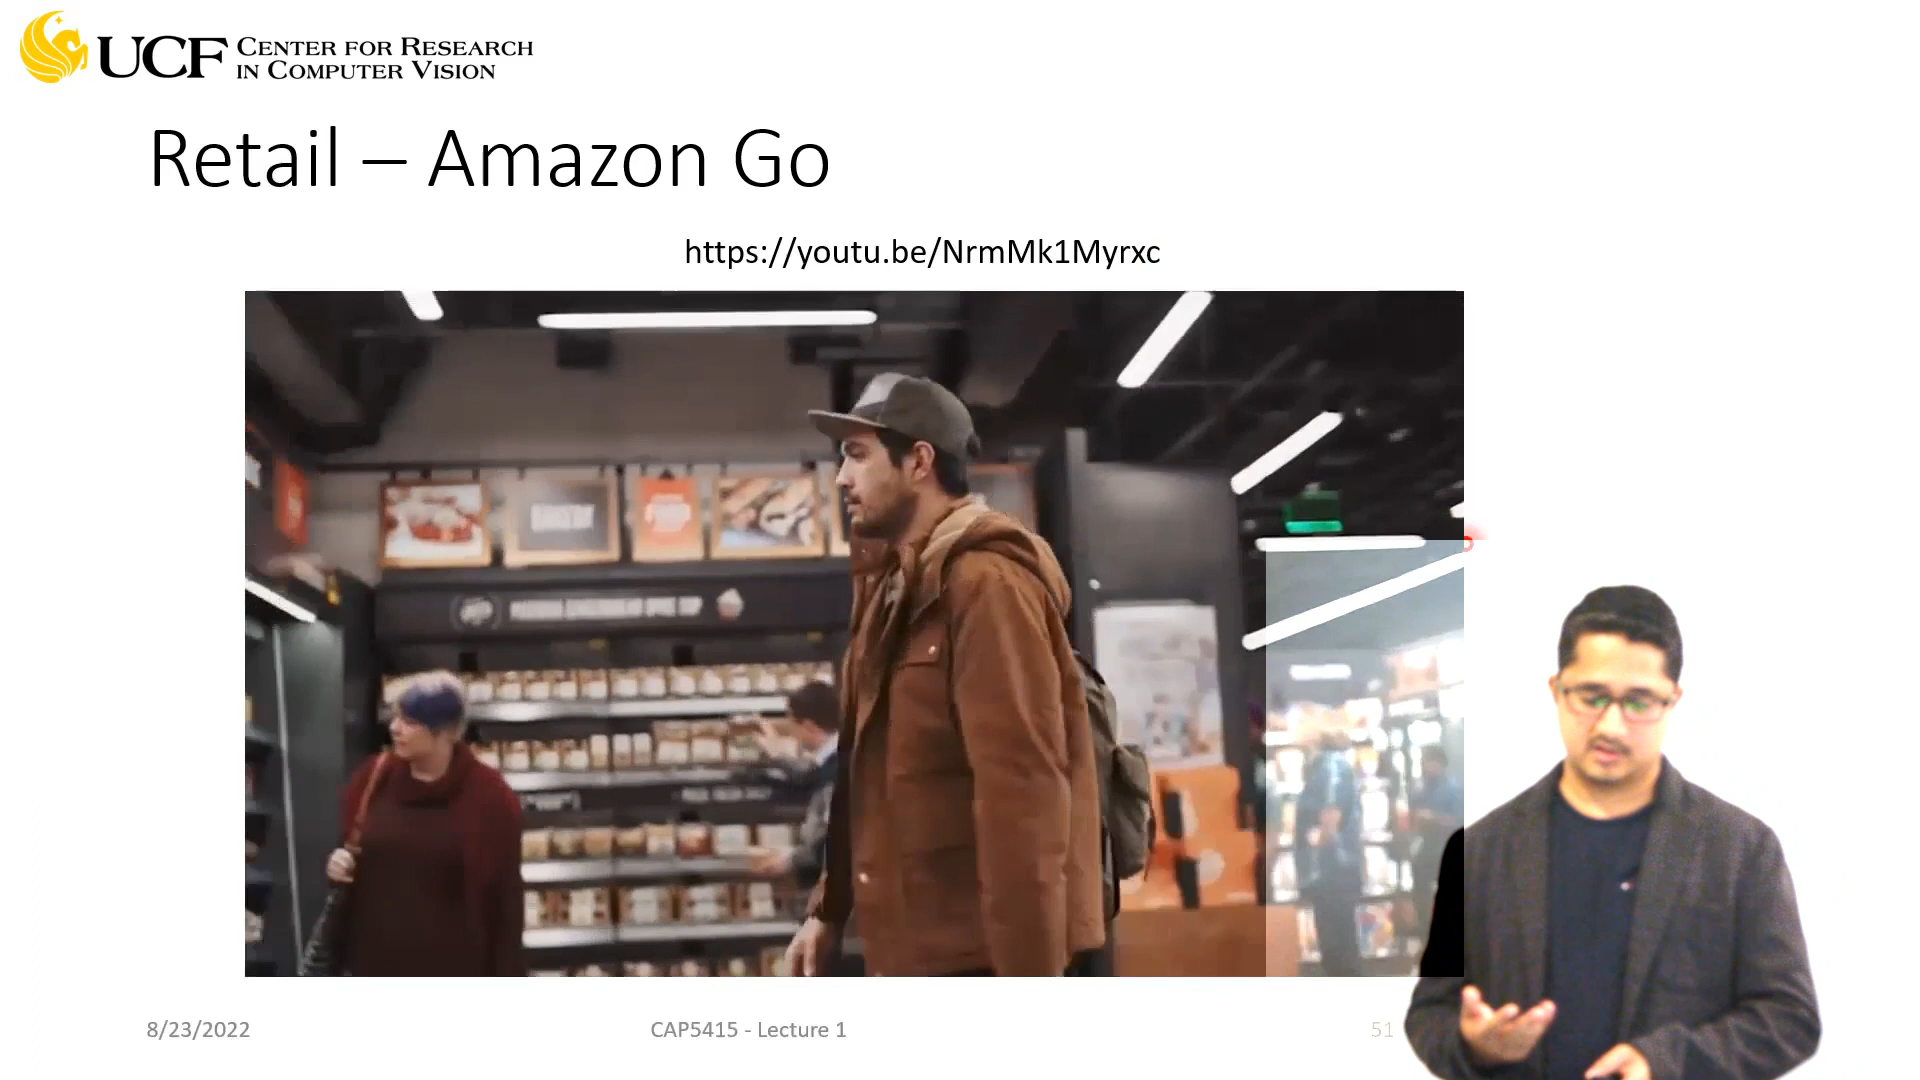 UCF CENTER FOR RESEARCH
IN COMPUTER VISION
Retail – Amazon Go
https://youtu.be/NrmMk1Myrxc
8/23/2022
CAP5415 - Lecture 1
51